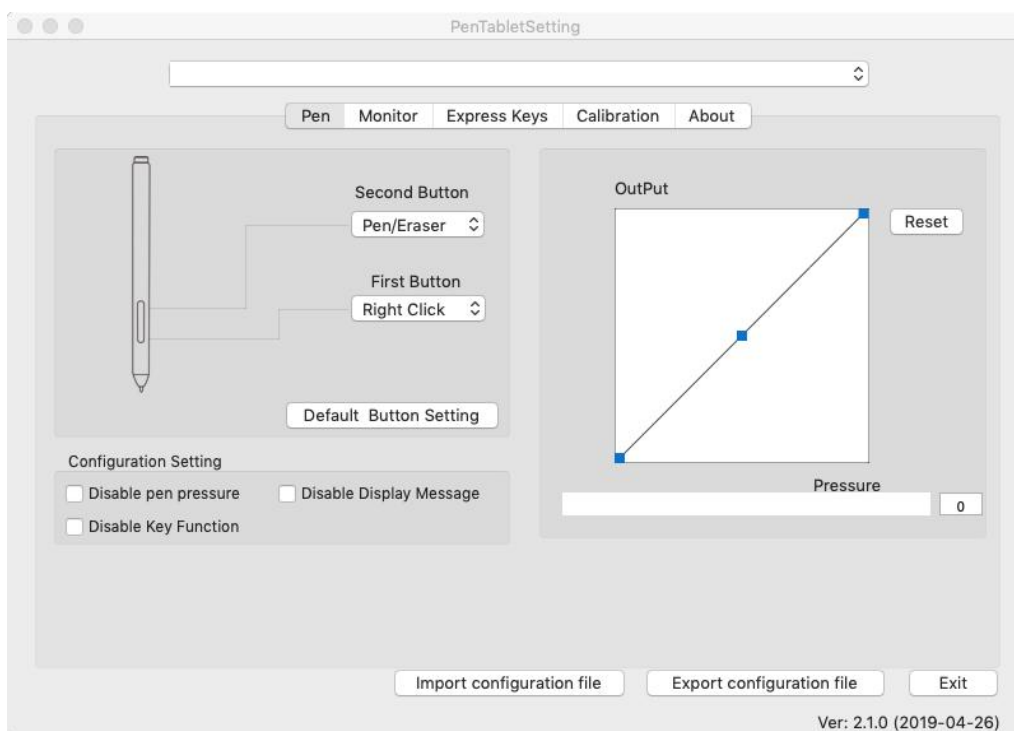 PenTabletSetting
Pen Monitor Express Keys Calibration About
Second Button
Pen/Eraser
First Button
Right Click
Default Button Setting
OutPut
Reset
Pressure
0
Configuration Setting
Disable pen pressure Disable Display Message
Disable Key Function
Import configuration file Export configuration file Exit
Ver: 2.1.0 (2019-04-26)